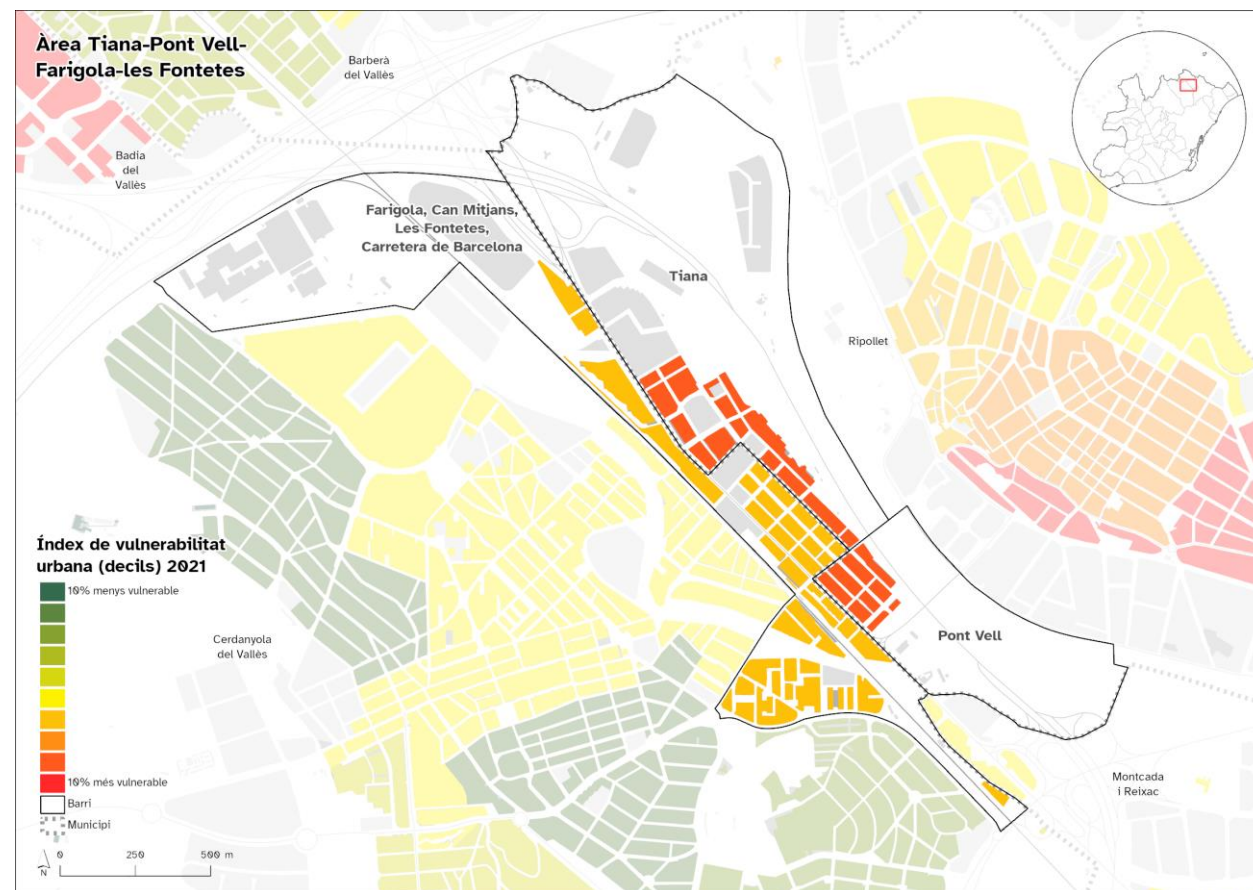 Àrea Tiana-Pont Vell-
Farigola-les Fontetes
Barberà
del Vallès
Badia
del
Vallès
Farigola, Can Mitjans,
Les Fontetes,
Carretera de Barcelona
Tiana
Ripollet
Índex de vulnerabilitat
urbana (decils) 2021
10% menys vulnerable
10% més vulnerable
Barri
Municipi
N
0 250 500 m
Cerdanyola
del Vallès
Pont Vell
Montcada
i Reixac